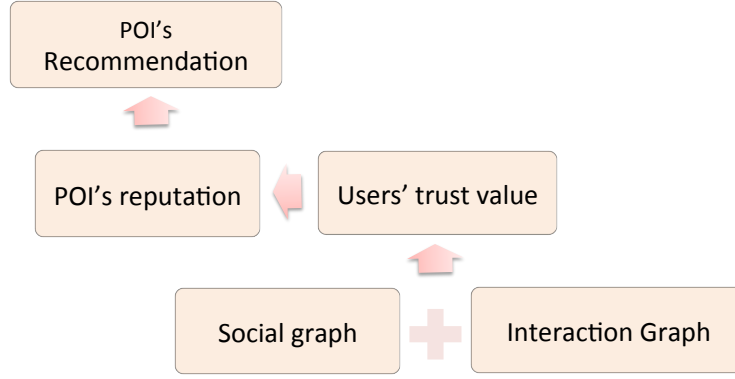 POI's
Recommendation
POI's reputation
Users' trust value
Social graph
Interaction Graph